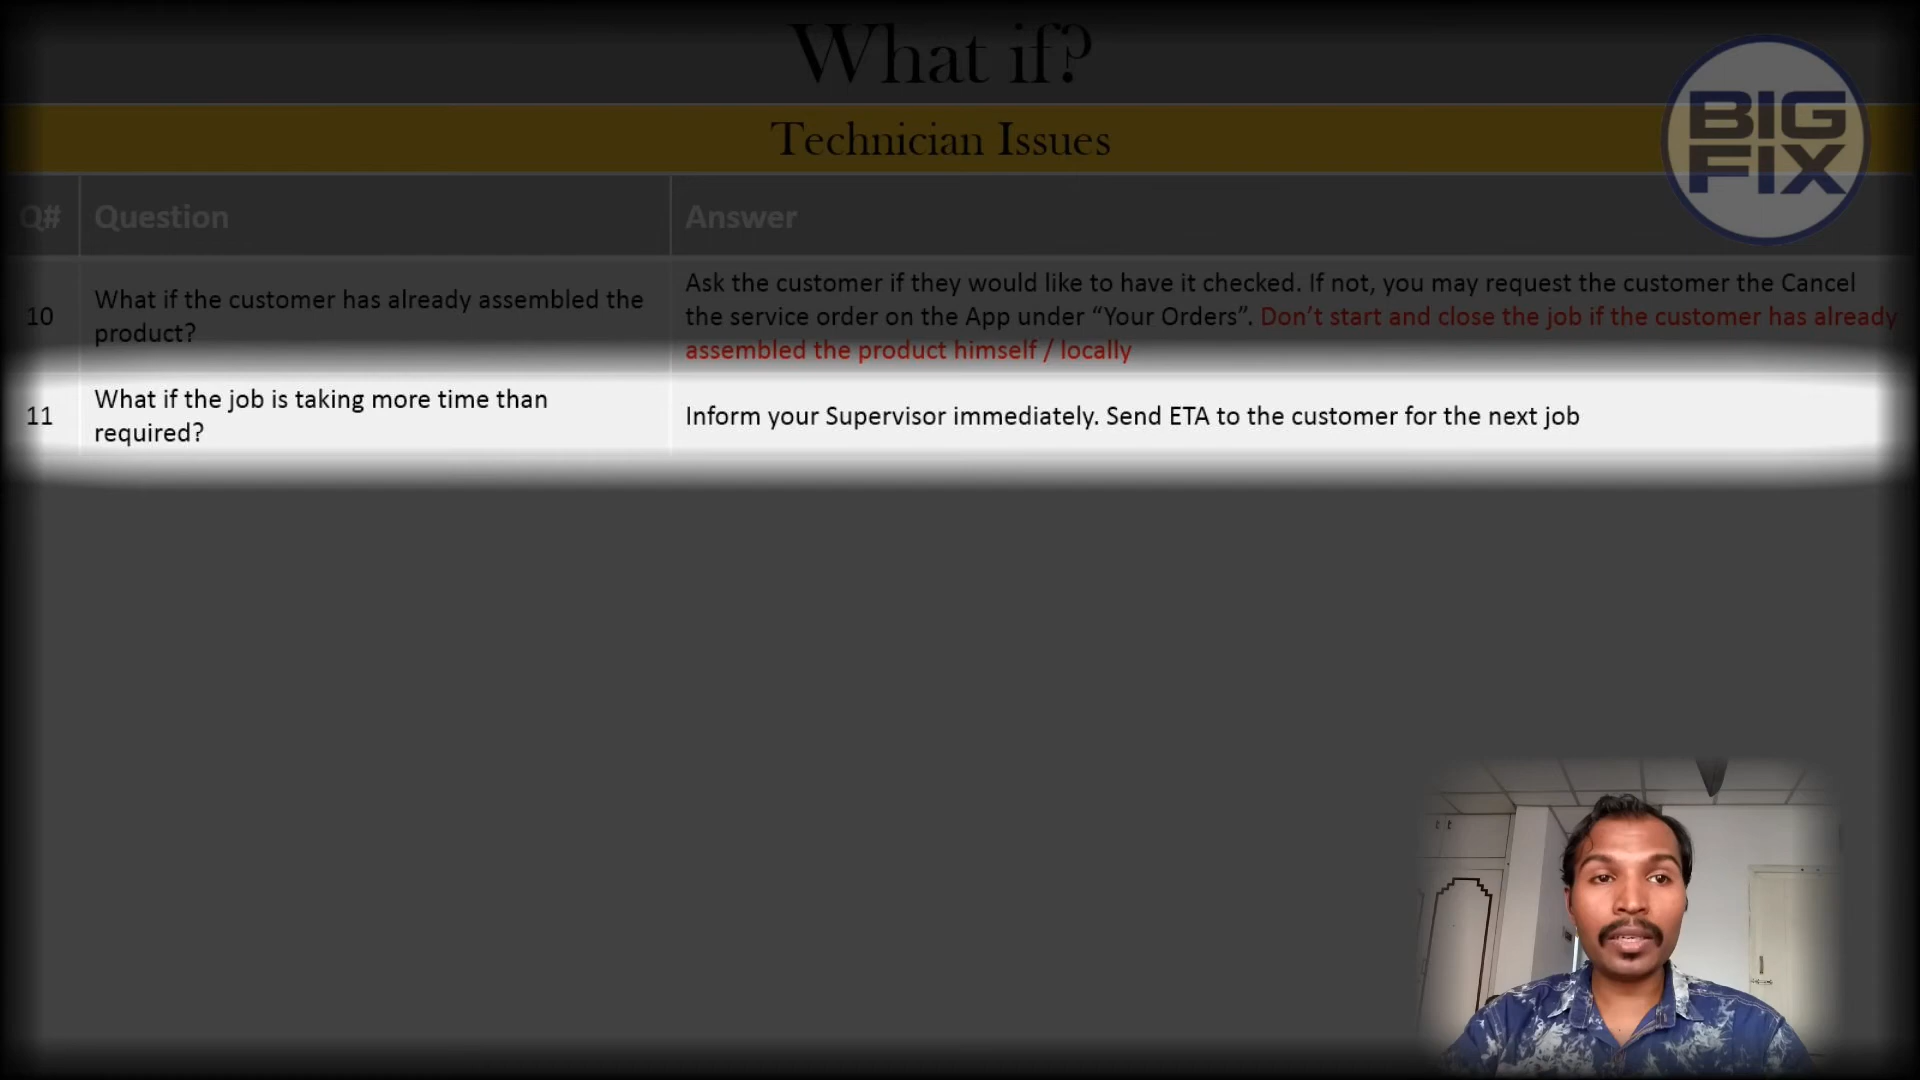 What if?
BIG
FIX
Technician Issues
Q# Question Answer
10 What if the customer has already assembled the
product?
Ask the customer if they would like to have it checked. If not, you may request the customer the Cancel
the service order on the App under “Your Orders”. Don’t start and close the job if the customer has already
assembled the product himself / locally
11 What if the job is taking more time than
required?
Inform your Supervisor immediately. Send ETA to the customer for the next job